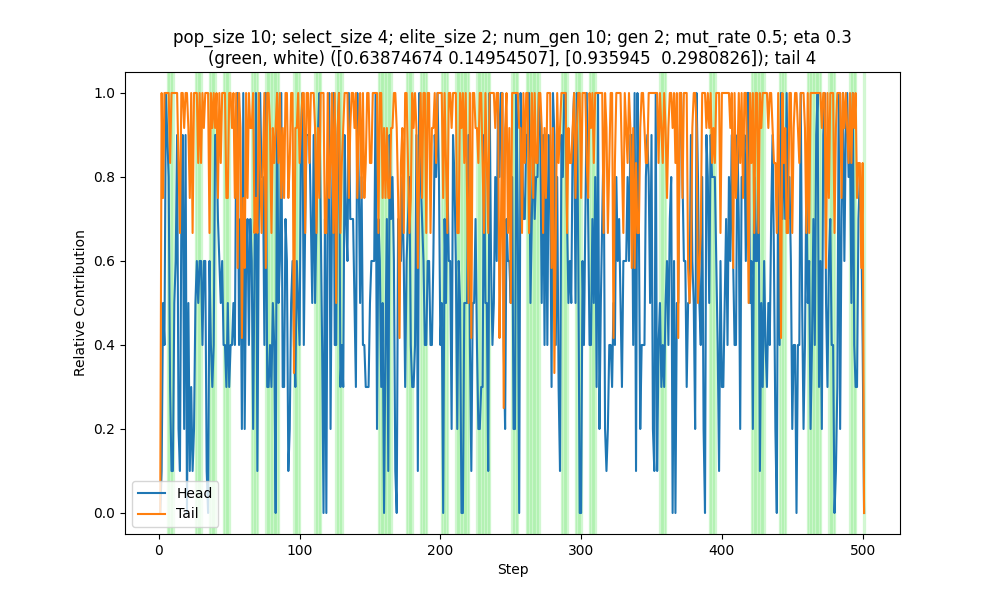 pop_size 10; select_size 4; elite_size 2; num_gen 10; gen 2; mut_rate 0.5; eta 0.3
(green, white) ([0.63874674 0.14954507], [0.935945  0.2980826]); tail 4
Relative Contribution
1.0
0.8
0.6
0.4
0.2
0.0
Head
Tail
0
100
200
300
400
500
Step